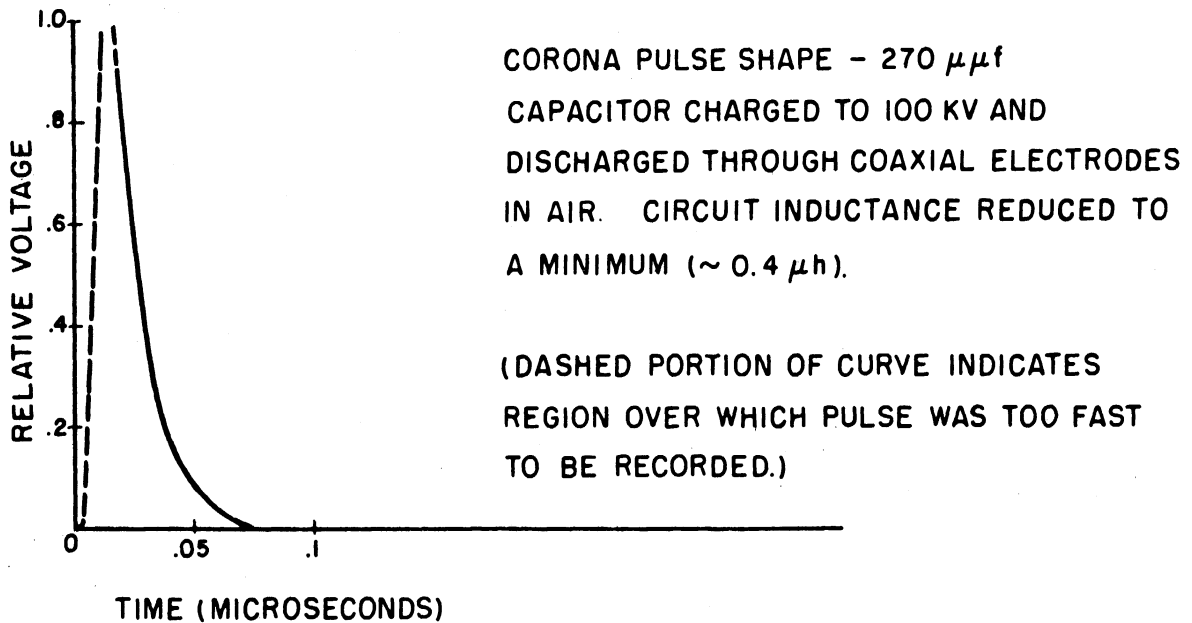 1.0
.8
.6
.4
.2
0
.05
.1
RELATIVE VOLTAGE
TIME (MICROSECONDS)
CORONA PULSE SHAPE – 270 μμf
CAPACITOR CHARGED TO 100 KV AND
DISCHARGED THROUGH COAXIAL ELECTRODES
IN AIR. CIRCUIT INDUCTANCE REDUCED TO
A MINIMUM (~ 0.4 μh).
(DASHED PORTION OF CURVE INDICATES
REGION OVER WHICH PULSE WAS TOO FAST
TO BE RECORDED.)